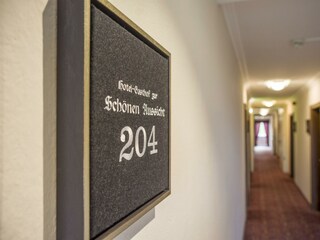 Hotel-Gasthof zur
Schönen Aussicht
204